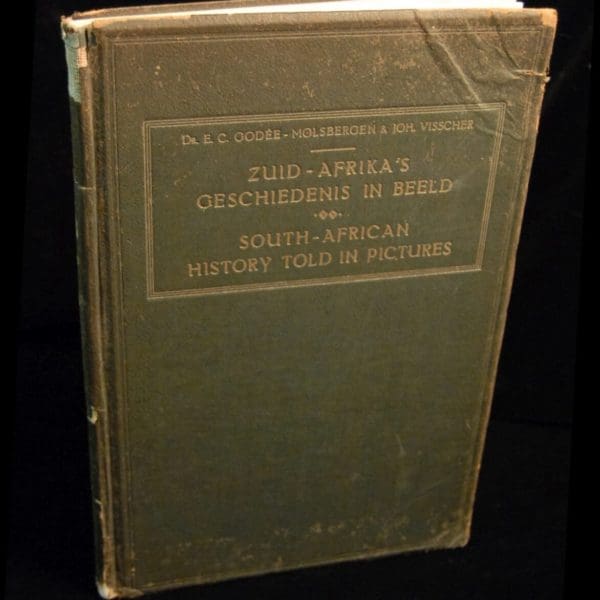 Dr. E. C. GODÉE - MOLSBERGEN & JOH. VISSCHER
ZUID - AFRIKA'S
GESCHIEDENIS IN BEELD
SOUTH - AFRICAN
HISTORY TOLD IN PICTURES